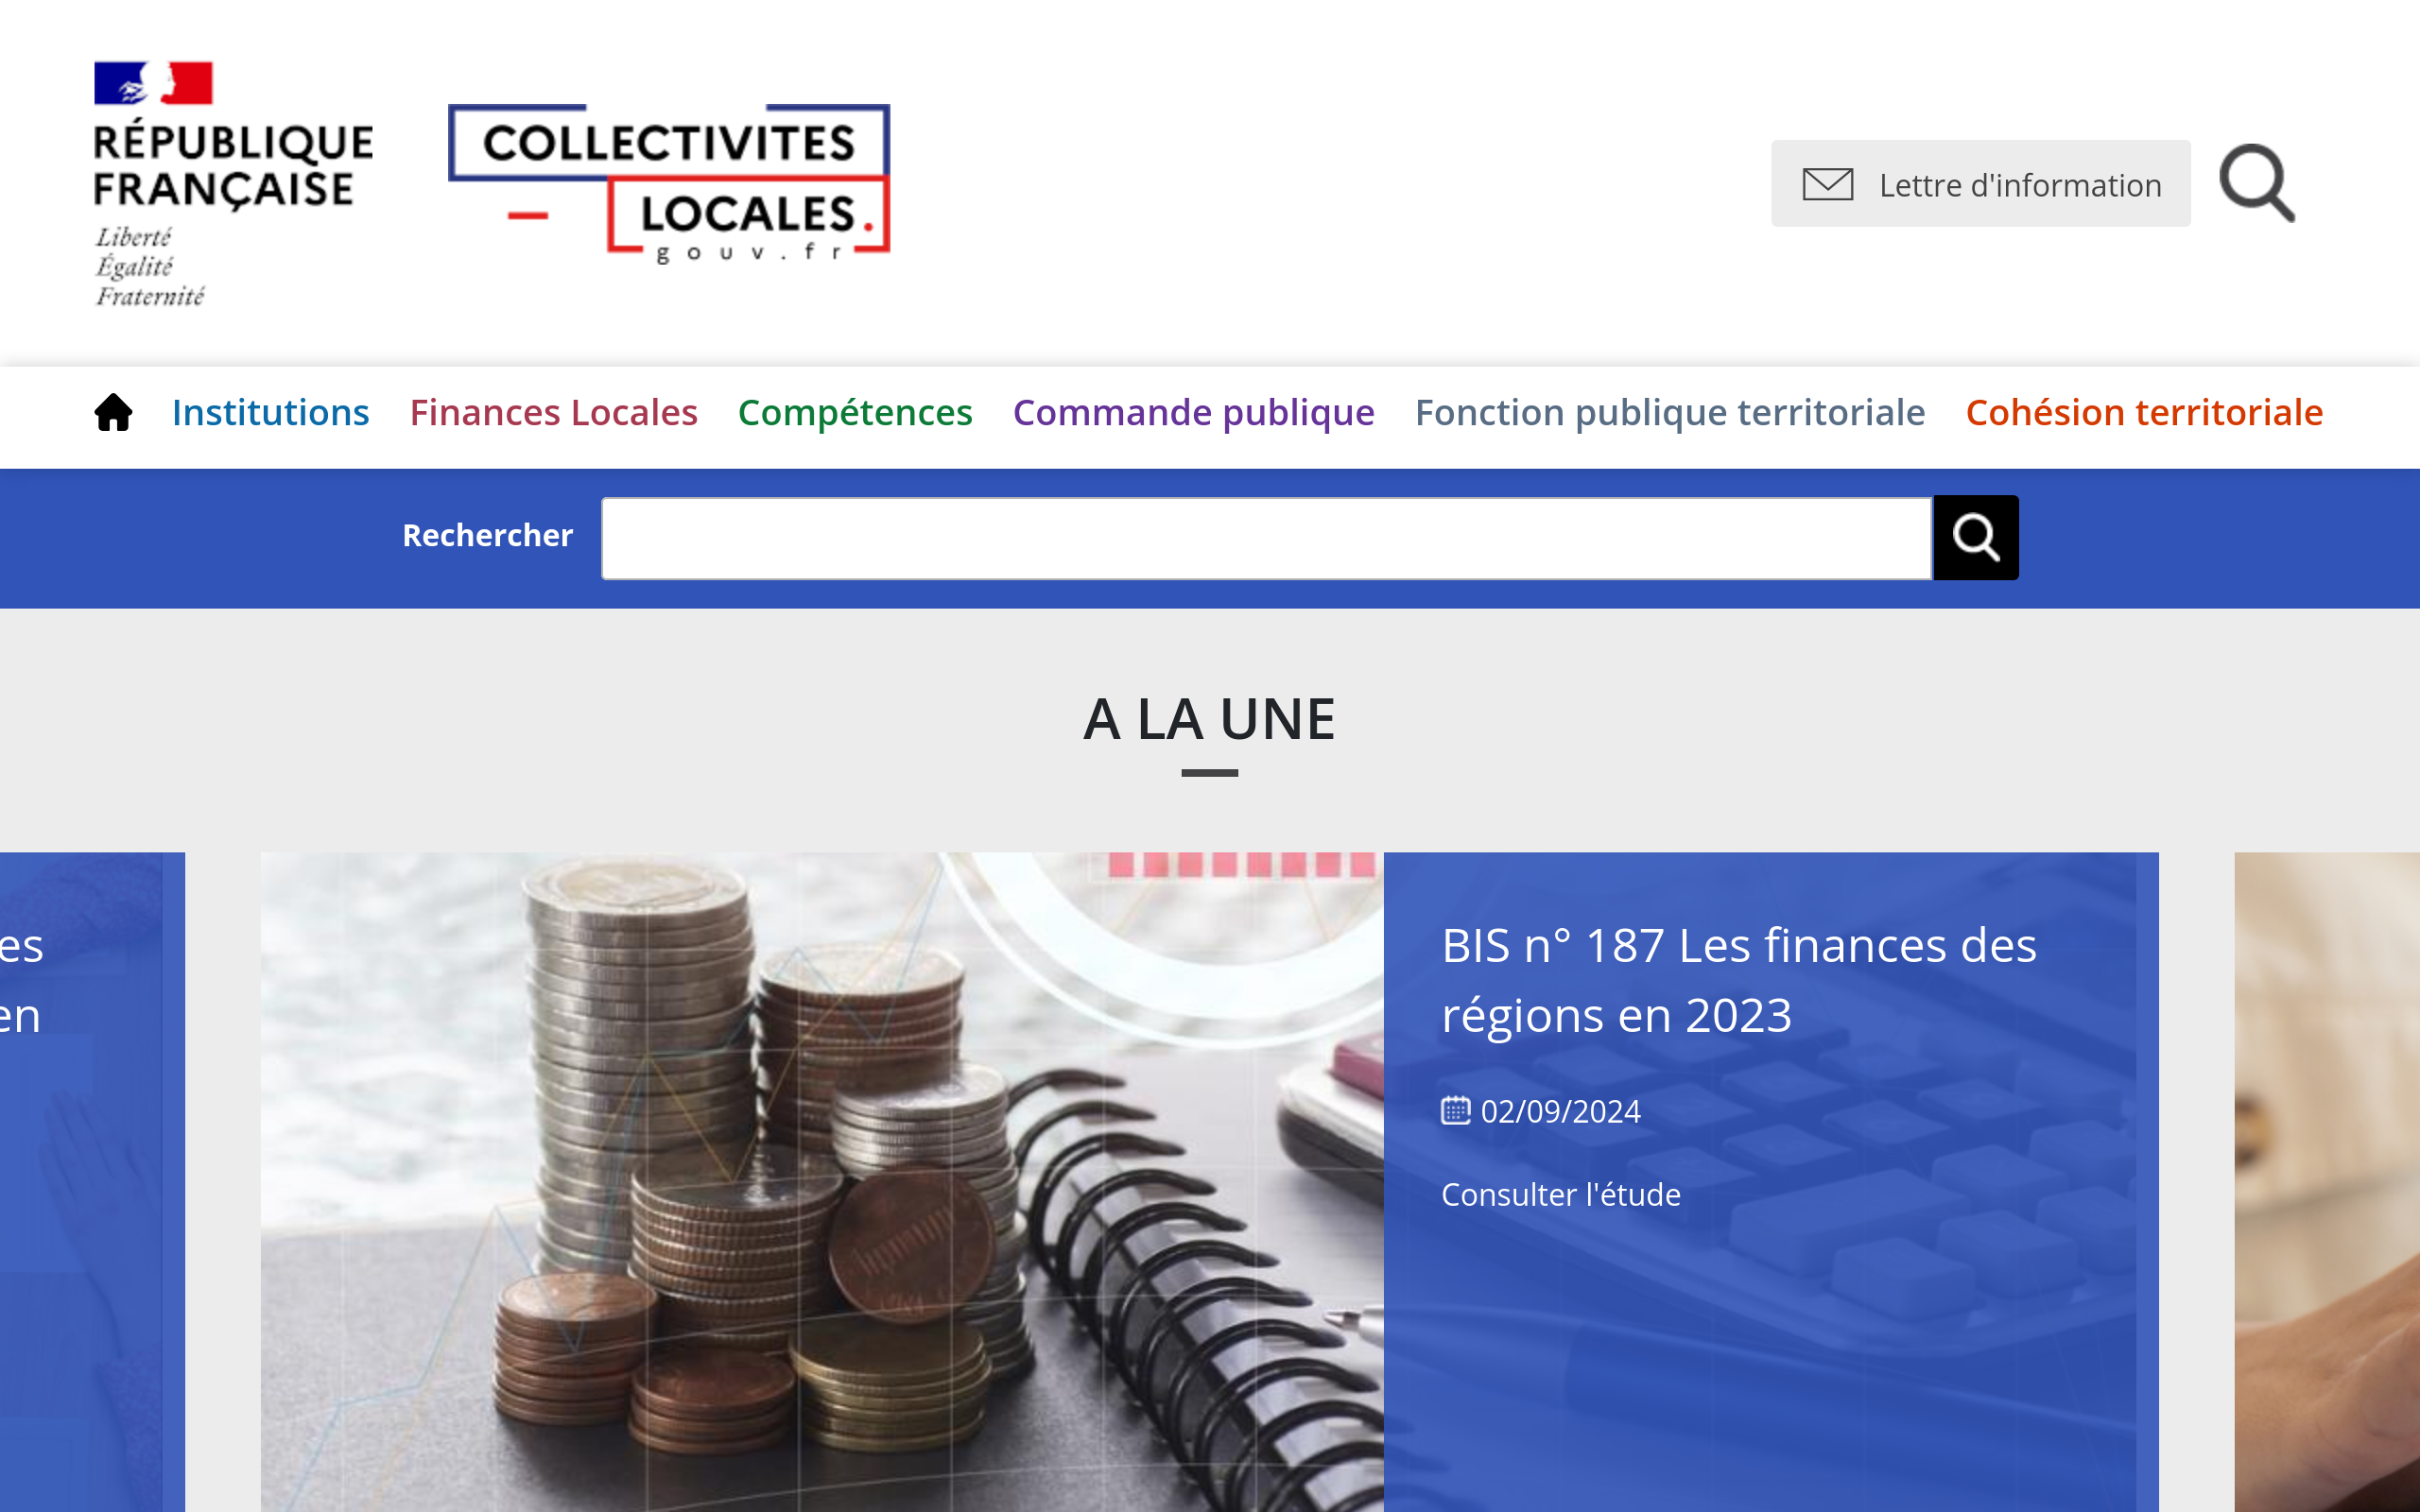 RÉPUBLIQUE
FRANÇAISE
Liberté
Égalité
Fraternité
COLLECTIVITES
LOCALES.
gouv.fr
Lettre d'information
Institutions Finances Locales Compétences Commande publique Fonction publique territoriale Cohésion territoriale
Rechercher
A LA UNE
BIS n° 187 Les finances des
régions en 2023
02/09/2024
Consulter l'étude